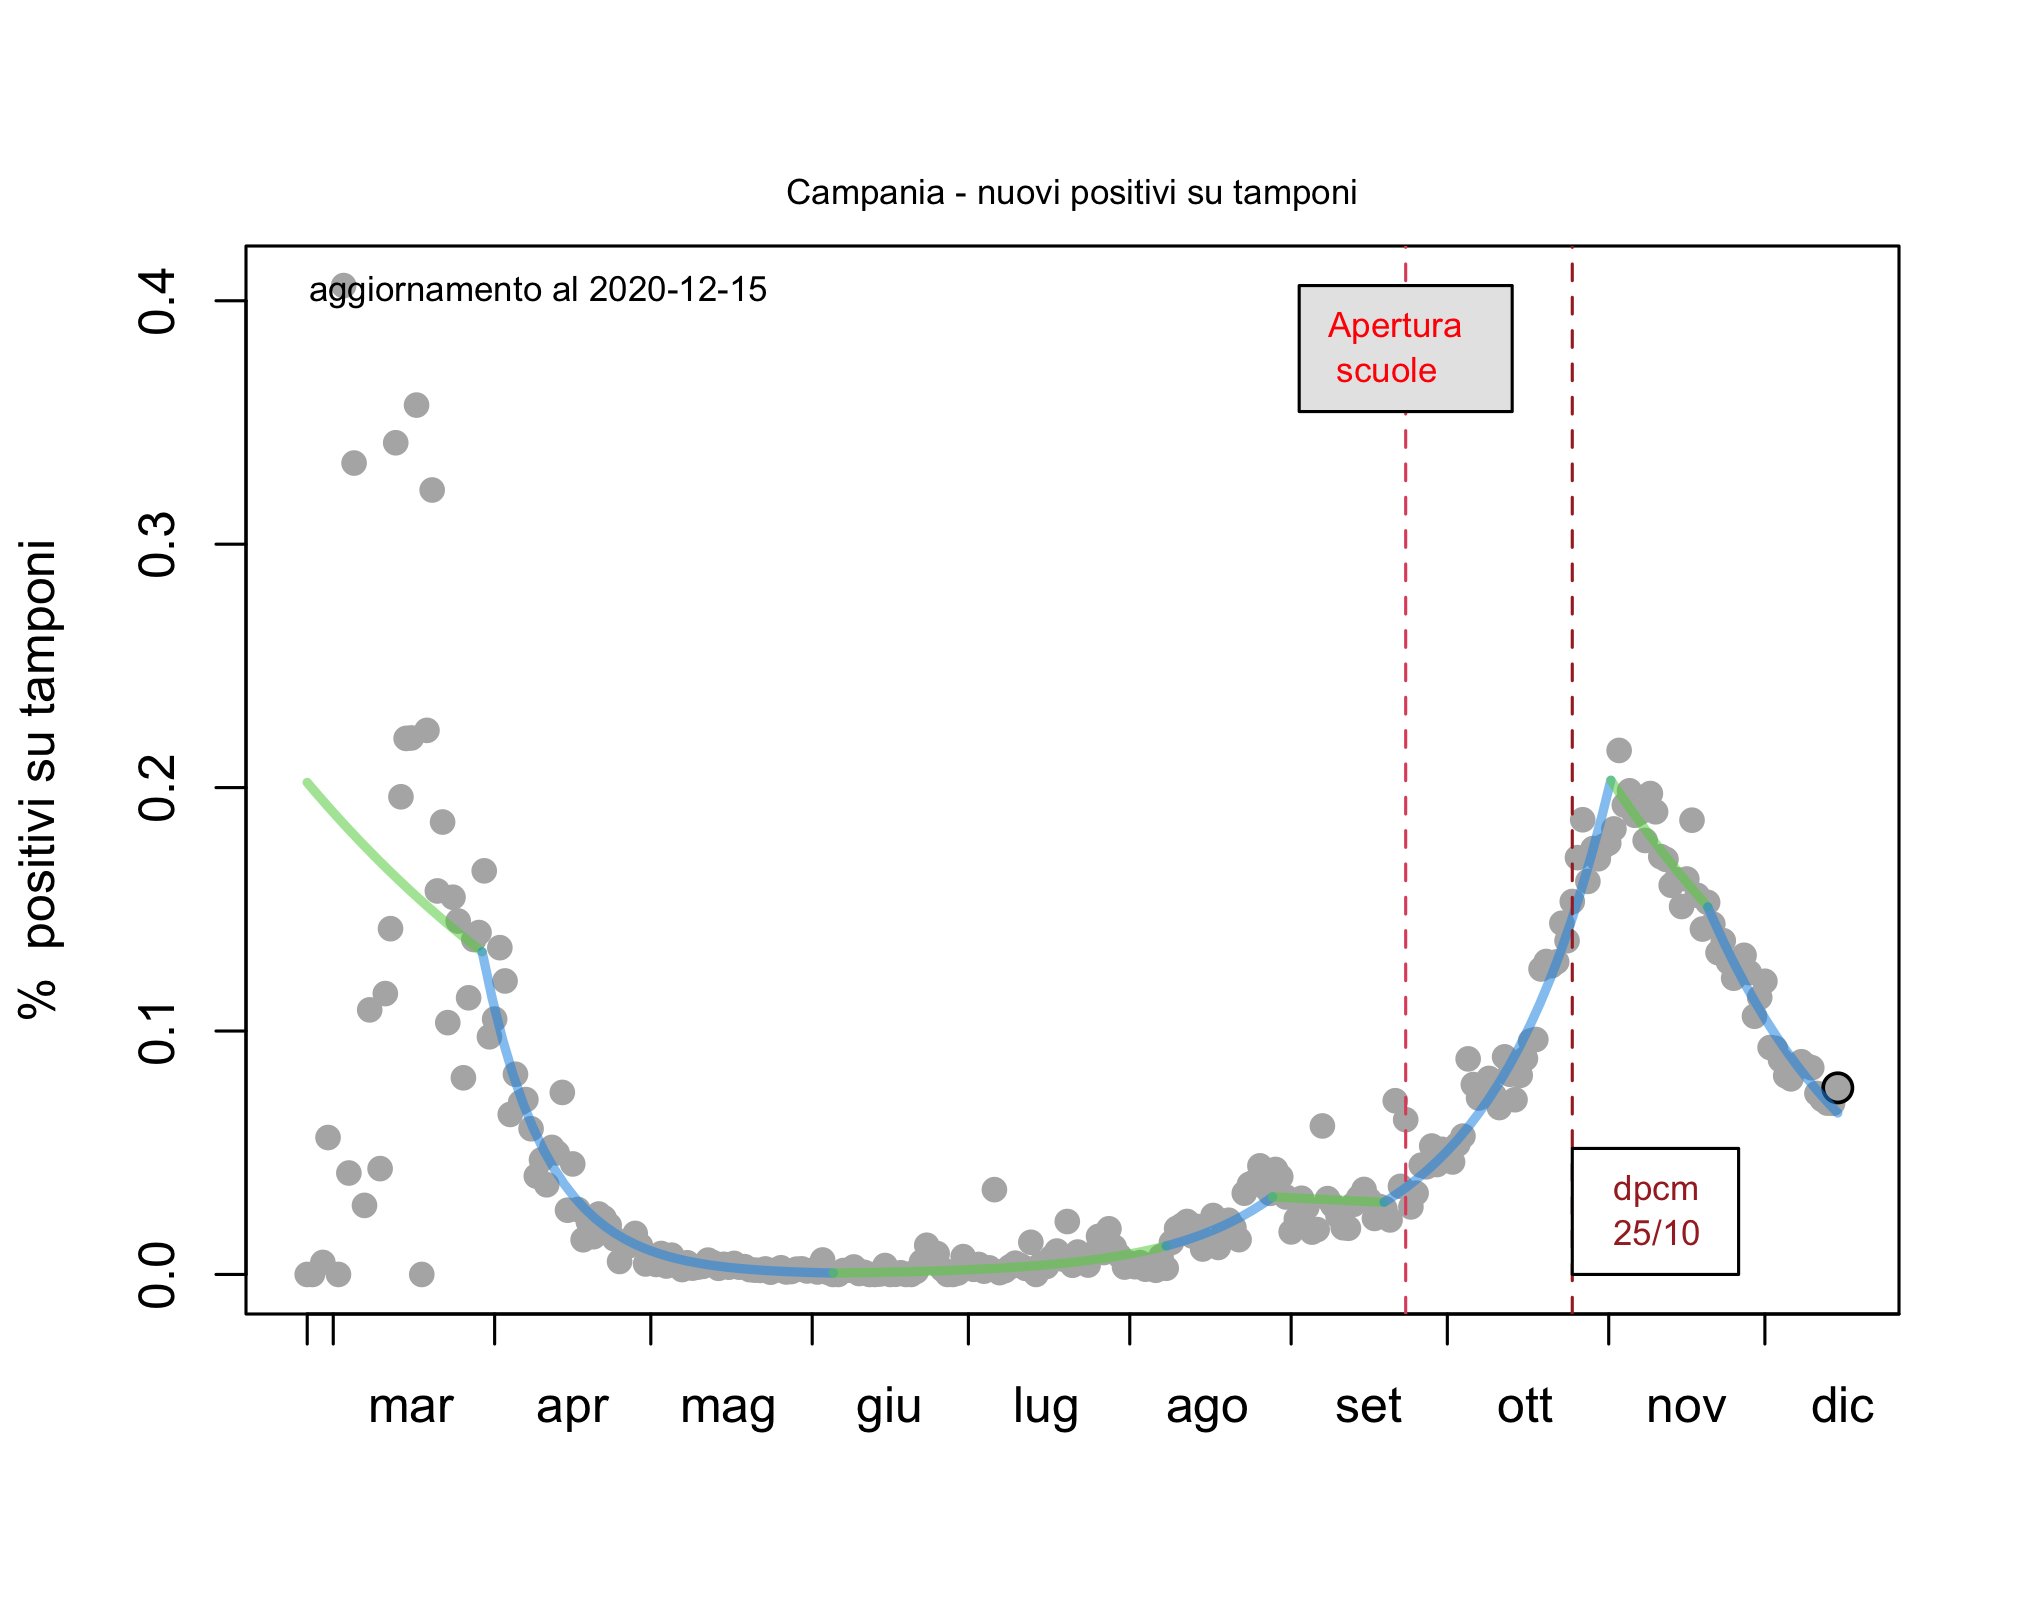 Campania - nuovi positivi su tamponi
aggiornamento al 2020-12-15
Apertura
scuole
dpcm
25/10
% positivi su tamponi
0.4
0.3
0.2
0.1
0.0
mar apr mag giu lug ago set ott nov dic